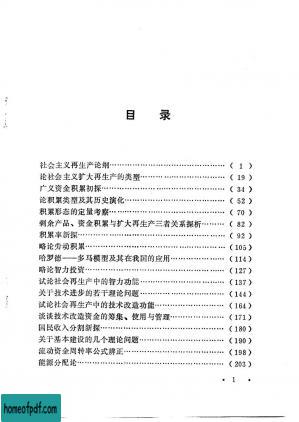 目 录
社会主义再生产论纲……………………………………( 1 )
论社会主义扩大再生产的类型…………………………( 19 )
广义资金积累初探………………………………………( 34 )
论积累类型及其历史演化………………………………( 52 )
积累形态的定量考察……………………………………( 70 )
剩余产品、资金积累与扩大再生产三者关系探析……( 82 )
积累率新探………………………………………………( 92 )
略论劳动积累……………………………………………(105)
哈罗德——多马模型及其在我国的应用………………(114)
略论智力投资……………………………………………(127)
试论社会再生产中的智力功能…………………………(137)
关于技术进步的若干理论问题…………………………(144)
试论社会再生产中的技术改造功能……………………(164)
谈谈技术改造资金的筹集、使用与管理………………(171)
国民收入分割新探………………………………………(180)
关于基本建设的几个理论问题…………………………(190)
流动资金周转率公式辨正………………………………(198)
能源分配论………………………………………………(203)
· 1 ·
homeofpdf.com
homeofpdf.com